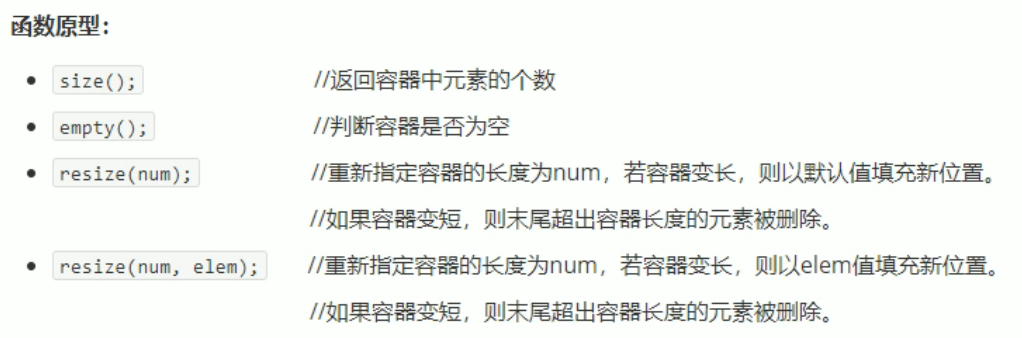 函数原型：
• size(); //返回容器中元素的个数
• empty(); //判断容器是否为空
• resize(num); //重新指定容器的长度为num，若容器变长，则以默认值填充新位置。
//如果容器变短，则末尾超出容器长度的元素被删除。
• resize(num, elem); //重新指定容器的长度为num，若容器变长，则以elem值填充新位置。
//如果容器变短，则末尾超出容器长度的元素被删除。